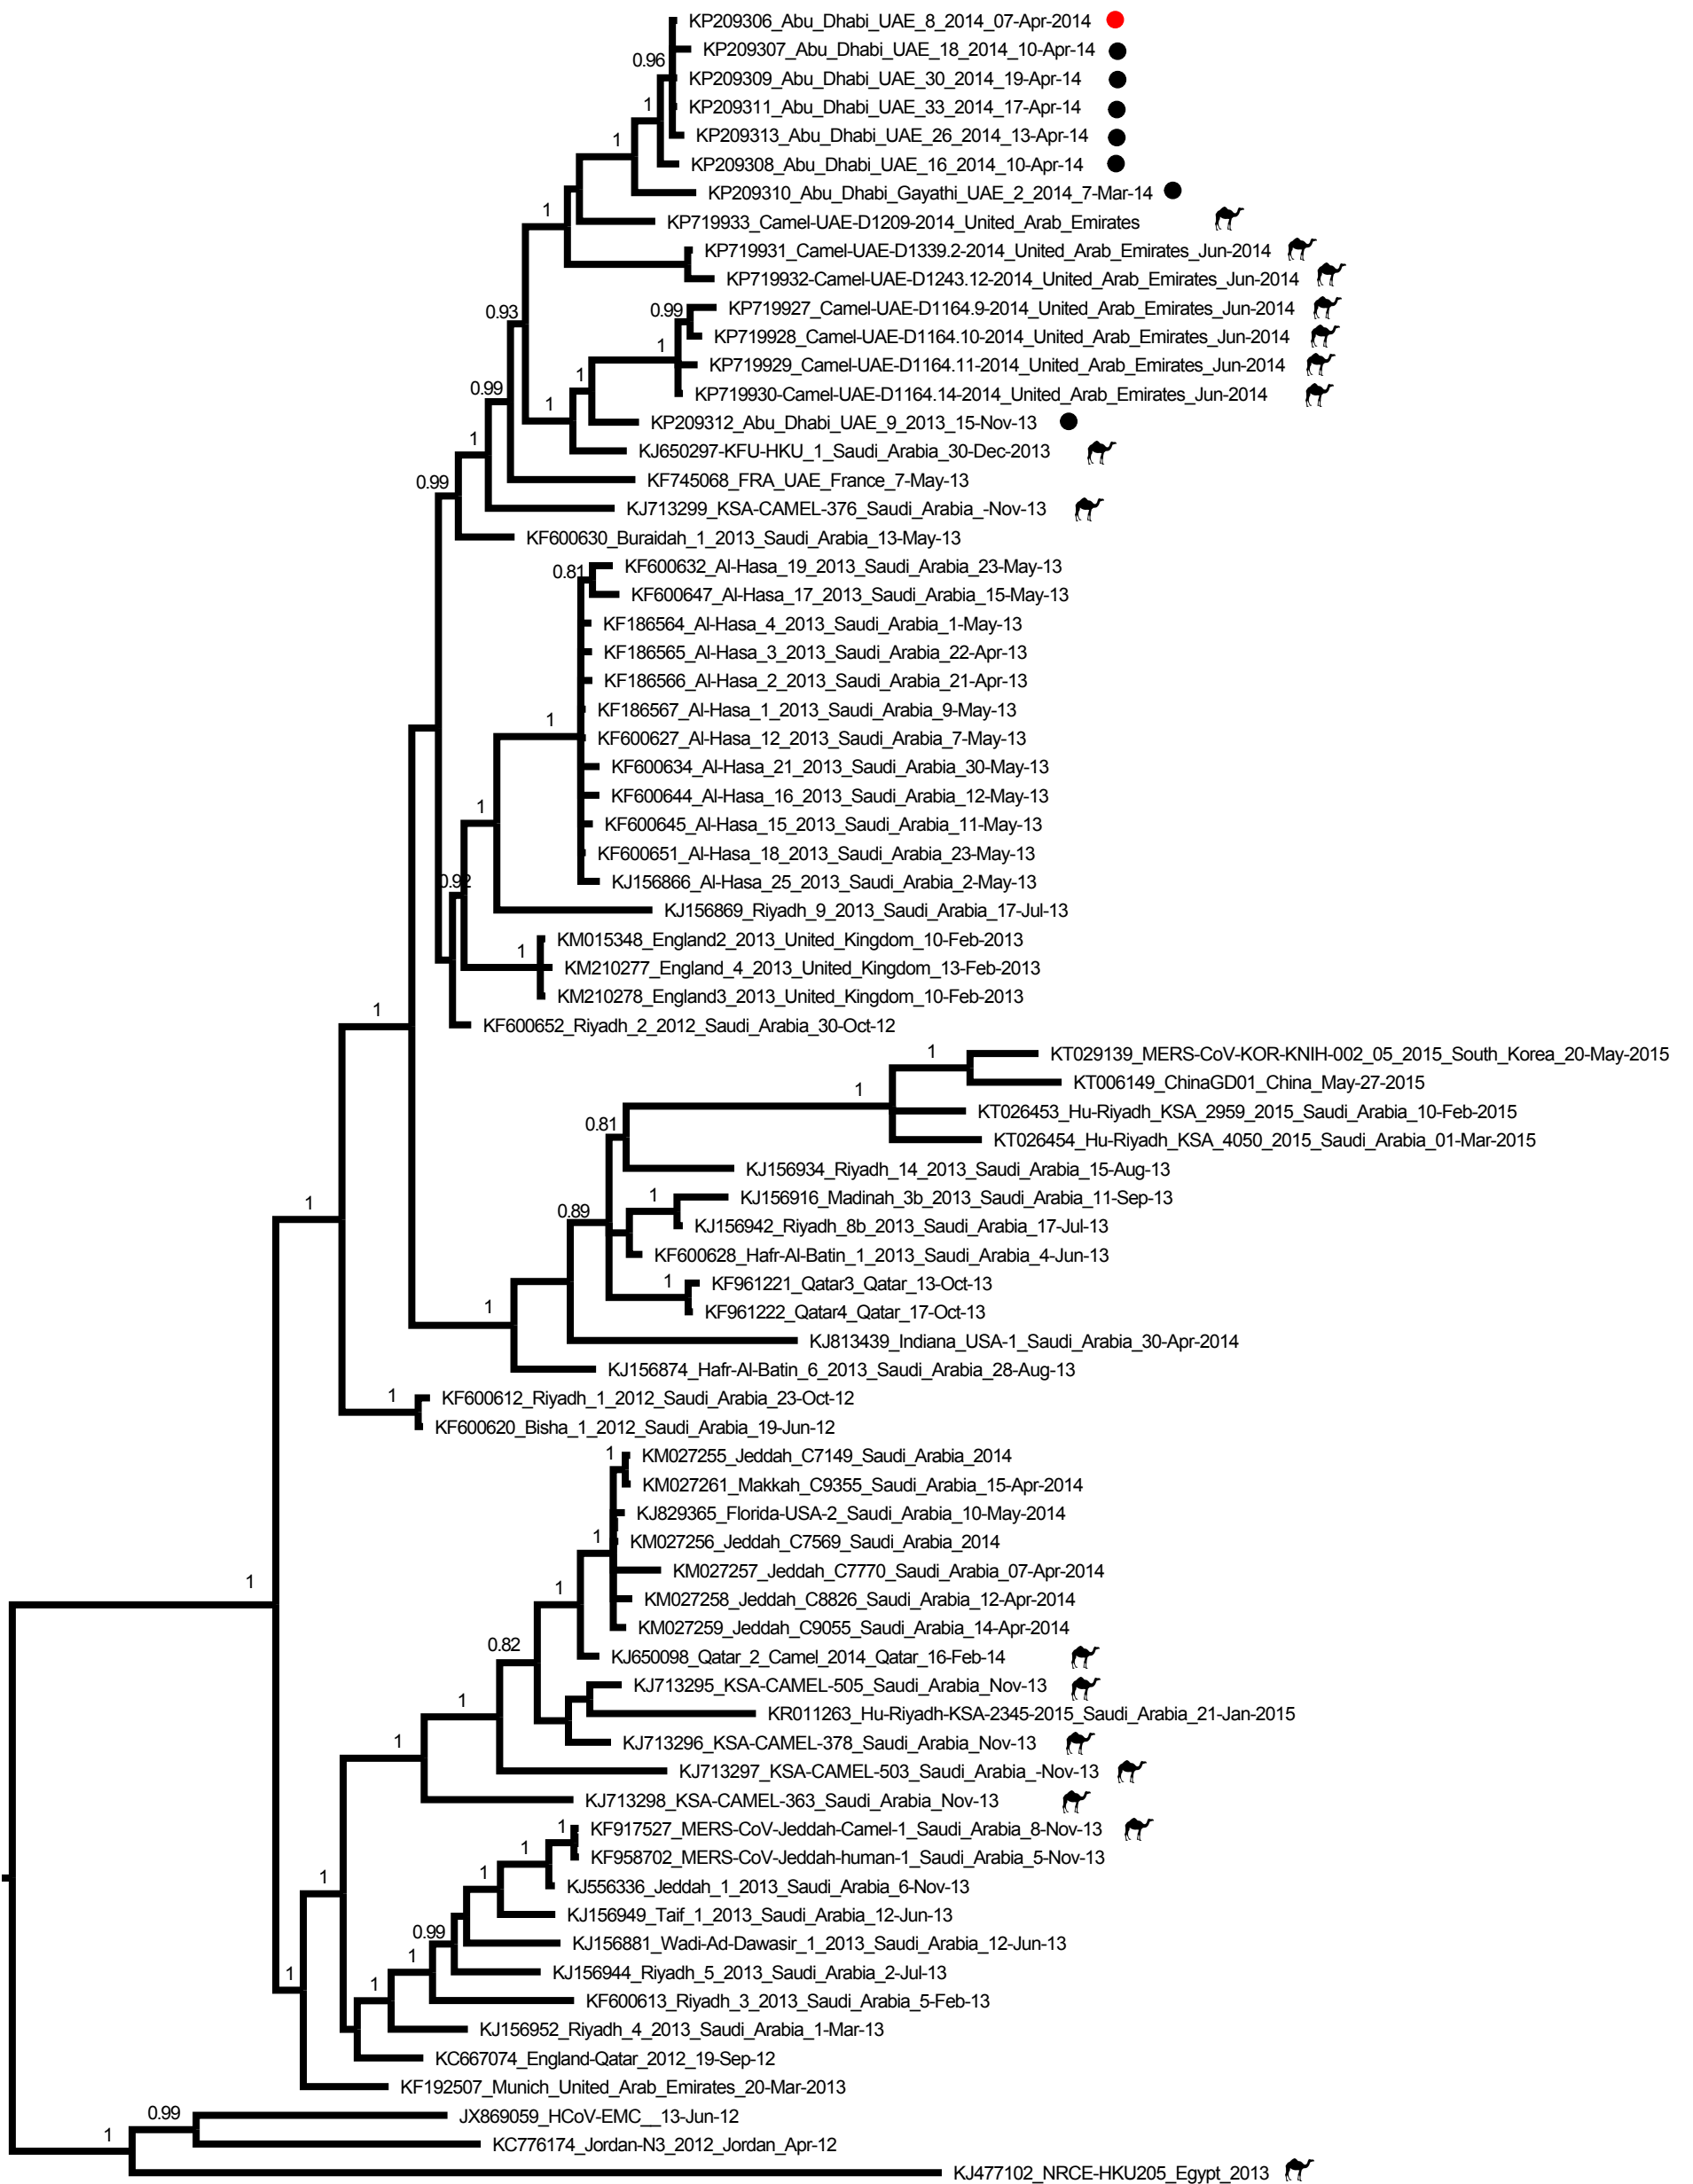 KP209306_Abu_Dhabi_UAE_8_2014_07-Apr-2014
KP209307_Abu_Dhabi_UAE_18_2014_10-Apr-14
0.96
KP209309_Abu_Dhabi_UAE_30_2014_19-Apr-14
1
KP209311_Abu_Dhabi_UAE_33_2014_17-Apr-14
KP209313_Abu_Dhabi_UAE_26_2014_13-Apr-14
1
KP209308_Abu_Dhabi_UAE_16_2014_10-Apr-14
KP209310_Abu_Dhabi_Gayathi_UAE_2_2014_7-Mar-14
1
KP719933_Camel-UAE-D1209-2014_United_Arab_Emirates
KP719931_Camel-UAE-D1339.2-2014_United_Arab_Emirates_Jun-2014
KP719932-Camel-UAE-D1243.12-2014_United_Arab_Emirates_Jun-2014
0.93
0.99
KP719927_Camel-UAE-D1164.9-2014_United_Arab_Emirates_Jun-2014
KP719928_Camel-UAE-D1164.10-2014_United_Arab_Emirates_Jun-2014
1
KP719929_Camel-UAE-D1164.11-2014_United_Arab_Emirates_Jun-2014
1
0.99
KP719930-Camel-UAE-D1164.14-2014_United_Arab_Emirates_Jun-2014
1
KP209312_Abu_Dhabi_UAE_9_2013_15-Nov-13
1
KJ650297-KFU-HKU_1_Saudi_Arabia_30-Dec-2013
0.99
KF745068_FRA_UAE_France_7-May-13
KJ713299_KSA-CAMEL-376_Saudi_Arabia_-Nov-13
KF600630_Buraidah_1_2013_Saudi_Arabia_13-May-13
0.81
KF600632_Al-Hasa_19_2013_Saudi_Arabia_23-May-13
KF600647_Al-Hasa_17_2013_Saudi_Arabia_15-May-13
KF186564_Al-Hasa_4_2013_Saudi_Arabia_1-May-13
KF186565_Al-Hasa_3_2013_Saudi_Arabia_22-Apr-13
KF186566_Al-Hasa_2_2013_Saudi_Arabia_21-Apr-13
1
KF186567_Al-Hasa_1_2013_Saudi_Arabia_9-May-13
KF600627_Al-Hasa_12_2013_Saudi_Arabia_7-May-13
KF600634_Al-Hasa_21_2013_Saudi_Arabia_30-May-13
KF600644_Al-Hasa_16_2013_Saudi_Arabia_12-May-13
1
KF600645_Al-Hasa_15_2013_Saudi_Arabia_11-May-13
KF600651_Al-Hasa_18_2013_Saudi_Arabia_23-May-13
0.92
KJ156866_Al-Hasa_25_2013_Saudi_Arabia_2-May-13
KJ156869_Riyadh_9_2013_Saudi_Arabia_17-Jul-13
KM015348_England2_2013_United_Kingdom_10-Feb-2013
1
KM210277_England_4_2013_United_Kingdom_13-Feb-2013
KM210278_England3_2013_United_Kingdom_10-Feb-2013
1
KF600652_Riyadh_2_2012_Saudi_Arabia_30-Oct-12
1
KT029139_MERS-CoV-KOR-KNIH-002_05_2015_South_Korea_20-May-2015
1
KT006149_ChinaGD01_China_May-27-2015
KT026453_Hu-Riyadh_KSA_2959_2015_Saudi_Arabia_10-Feb-2015
0.81
KT026454_Hu-Riyadh_KSA_4050_2015_Saudi_Arabia_01-Mar-2015
KJ156934_Riyadh_14_2013_Saudi_Arabia_15-Aug-13
1
1
KJ156916_Madinah_3b_2013_Saudi_Arabia_11-Sep-13
0.89
KJ156942_Riyadh_8b_2013_Saudi_Arabia_17-Jul-13
KF600628_Hafr-Al-Batin_1_2013_Saudi_Arabia_4-Jun-13
1
KF961221_Qatar3_Qatar_13-Oct-13
1
KF961222_Qatar4_Qatar_17-Oct-13
KJ813439_Indiana_USA-1_Saudi_Arabia_30-Apr-2014
KJ156874_Hafr-Al-Batin_6_2013_Saudi_Arabia_28-Aug-13
1
KF600612_Riyadh_1_2012_Saudi_Arabia_23-Oct-12
KF600620_Bisha_1_2012_Saudi_Arabia_19-Jun-12
1
KM027255_Jeddah_C7149_Saudi_Arabia_2014
KM027261_Makkah_C9355_Saudi_Arabia_15-Apr-2014
KJ829365_Florida-USA-2_Saudi_Arabia_10-May-2014
1
KM027256_Jeddah_C7569_Saudi_Arabia_2014
KM027257_Jeddah_C7770_Saudi_Arabia_07-Apr-2014
1
1
KM027258_Jeddah_C8826_Saudi_Arabia_12-Apr-2014
KM027259_Jeddah_C9055_Saudi_Arabia_14-Apr-2014
0.82
KJ650098_Qatar_2_Camel_2014_Qatar_16-Feb-14
KJ713295_KSA-CAMEL-505_Saudi_Arabia_Nov-13
1
KR011263_Hu-Riyadh-KSA-2345-2015_Saudi_Arabia_21-Jan-2015
1
KJ713296_KSA-CAMEL-378_Saudi_Arabia_Nov-13
KJ713297_KSA-CAMEL-503_Saudi_Arabia_-Nov-13
KJ713298_KSA-CAMEL-363_Saudi_Arabia_Nov-13
1
KF917527_MERS-CoV-Jeddah-Camel-1_Saudi_Arabia_8-Nov-13
1
KF958702_MERS-CoV-Jeddah-human-1_Saudi_Arabia_5-Nov-13
1
1
KJ556336_Jeddah_1_2013_Saudi_Arabia_6-Nov-13
KJ156949_Taif_1_2013_Saudi_Arabia_12-Jun-13
0.99
KJ156881_Wadi-Ad-Dawasir_1_2013_Saudi_Arabia_12-Jun-13
1
KJ156944_Riyadh_5_2013_Saudi_Arabia_2-Jul-13
1
1
KF600613_Riyadh_3_2013_Saudi_Arabia_5-Feb-13
KJ156952_Riyadh_4_2013_Saudi_Arabia_1-Mar-13
KC667074_England-Qatar_2012_19-Sep-12
KF192507_Munich_United_Arab_Emirates_20-Mar-2013
0.99
JX869059_HCoV-EMC__13-Jun-12
1
KC776174_Jordan-N3_2012_Jordan_Apr-12
KJ477102_NRCE-HKU205_Egypt_2013